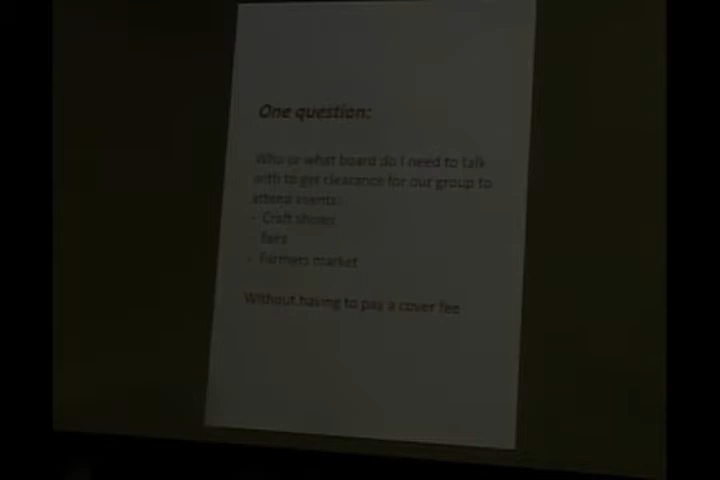 One question:
Who or what board do I need to talk
with to get clearance for our group to
attend events:
- Craft shows
- fairs
- Farmers market
Without having to pay a cover fee